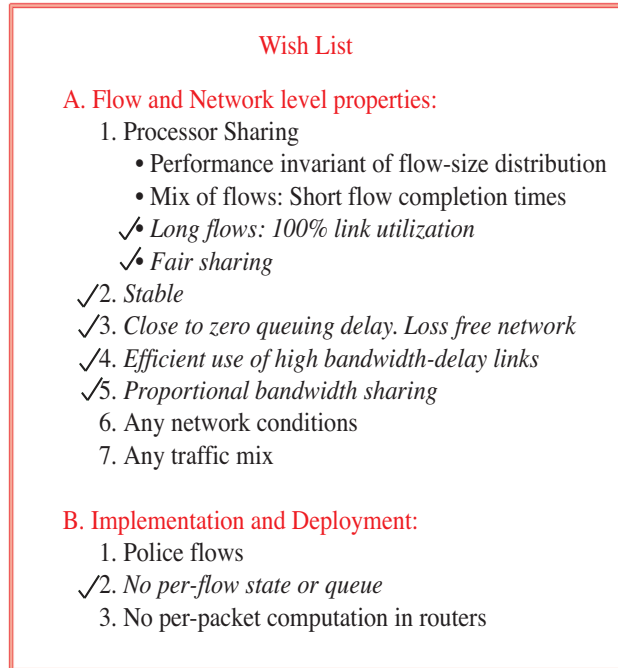 Wish List
A. Flow and Network level properties:
1. Processor Sharing
• Performance invariant of flow-size distribution
• Mix of flows: Short flow completion times
✓• Long flows: 100% link utilization
✓• Fair sharing
✓2. Stable
✓3. Close to zero queuing delay. Loss free network
✓4. Efficient use of high bandwidth-delay links
✓5. Proportional bandwidth sharing
6. Any network conditions
7. Any traffic mix
B. Implementation and Deployment:
1. Police flows
✓2. No per-flow state or queue
3. No per-packet computation in routers